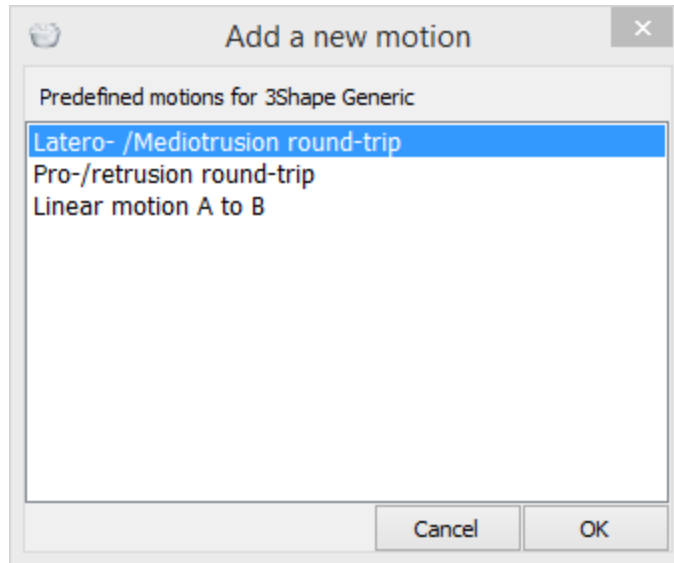 Add a new motion
Predefined motions for 3Shape Generic
Latero- /Mediotrusion round-trip
Pro-/retrusion round-trip
Linear motion A to B
Cancel OK